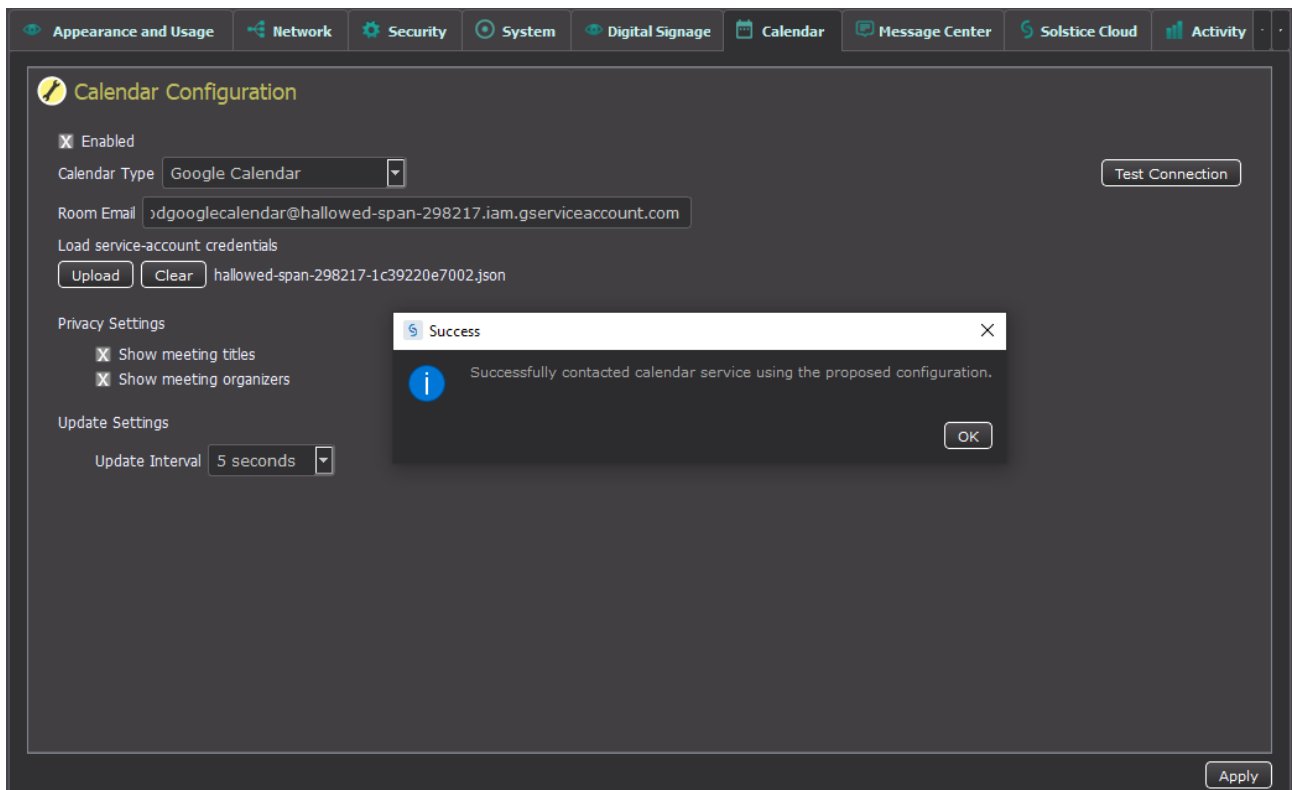 Appearance and Usage Network Security System Digital Signage Calendar Message Center Solstice Cloud Activity
Calendar Configuration
X Enabled
Calendar Type Google Calendar
Test Connection
Room Email odgooglecalendar@hallowed-span-298217.iam.gserviceaccount.com
Load service-account credentials
Upload Clear hallowed-span-298217-1c39220e7002.json
Privacy Settings
Success
X Show meeting titles
Successfully contacted calendar service using the proposed configuration.
X Show meeting organizers
Update Settings
OK
Update Interval 5 seconds
Apply